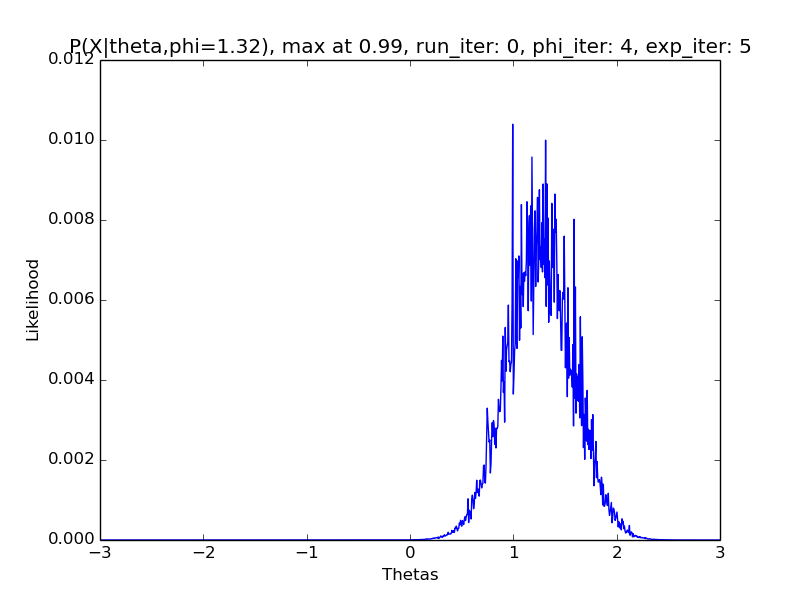 P(X|theta,phi=1.32), max at 0.99, run_iter: 0, phi_iter: 4, exp_iter: 5
0.012
0.010
0.008
0.006
0.004
0.002
0.000
Likelihood
−3 −2 −1 0 1 2 3
Thetas